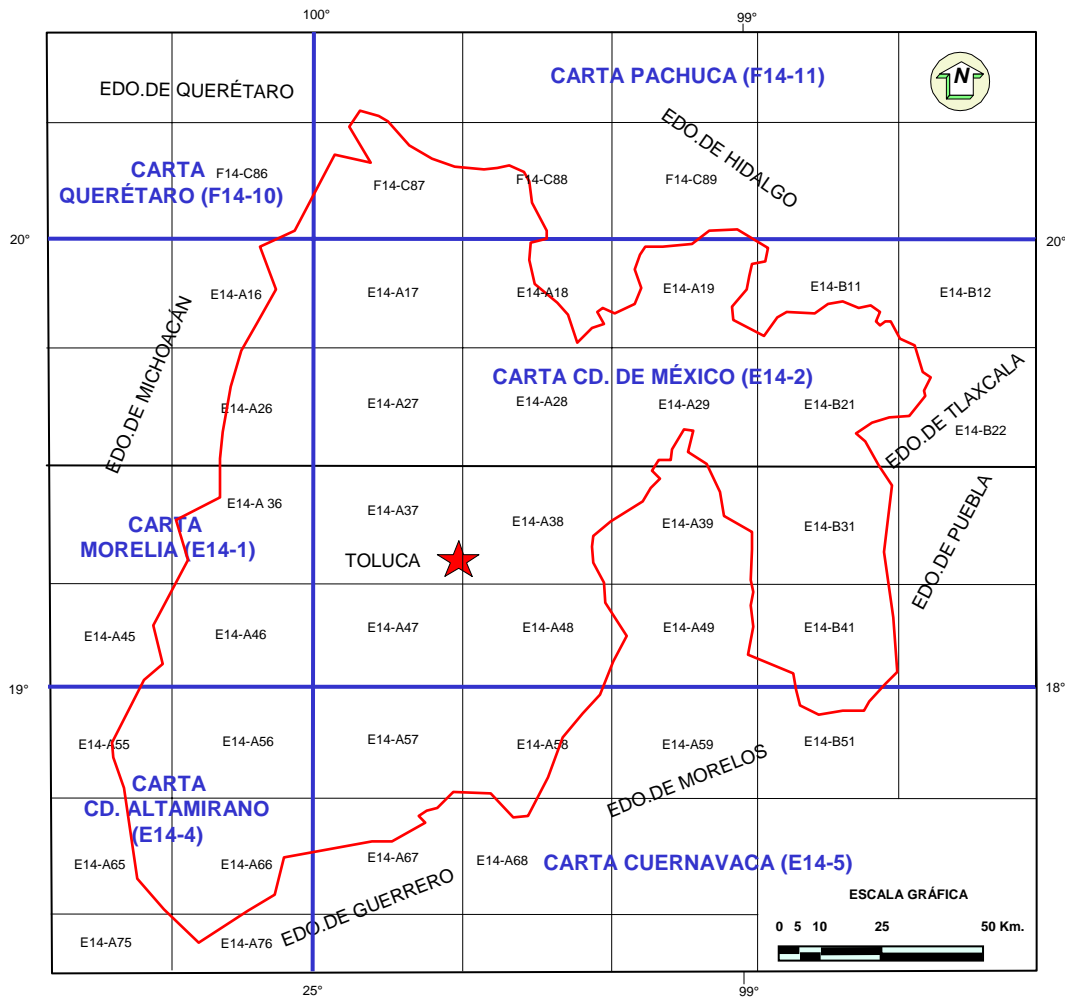 100°
99°
EDO.DE QUERÉTARO
CARTA PACHUCA (F14-11)
N
EDO.DE HIDALGO
CARTA
QUERÉTARO (F14-10)
F14-C86
F14-C87
F14-C88
F14-C89
20°
20°
EDO.DE MICHOACÁN
E14-A16
E14-A17
E14-A18
E14-A19
E14-B11
E14-B12
CARTA CD. DE MÉXICO (E14-2)
E14-A26
E14-A27
E14-A28
E14-A29
E14-B21
EDO.DE TLAXCALA
E14-B22
E14-A 36
E14-A37
E14-A38
E14-A39
E14-B31
EDO.DE PUEBLA
CARTA
MORELIA (E14-1)
TOLUCA
E14-A45
E14-A46
E14-A47
E14-A48
E14-A49
E14-B41
19°
18°
E14-A55
E14-A56
E14-A57
E14-A58
E14-A59
E14-B51
EDO.DE MORELOS
CARTA
CD. ALTAMIRANO
(E14-4)
E14-A65
E14-A66
E14-A67
E14-A68
CARTA CUERNAVACA (E14-5)
EDO.DE GUERRERO
ESCALA GRÁFICA
0 5 10 25 50 Km.
E14-A75
E14-A76
25°
99°